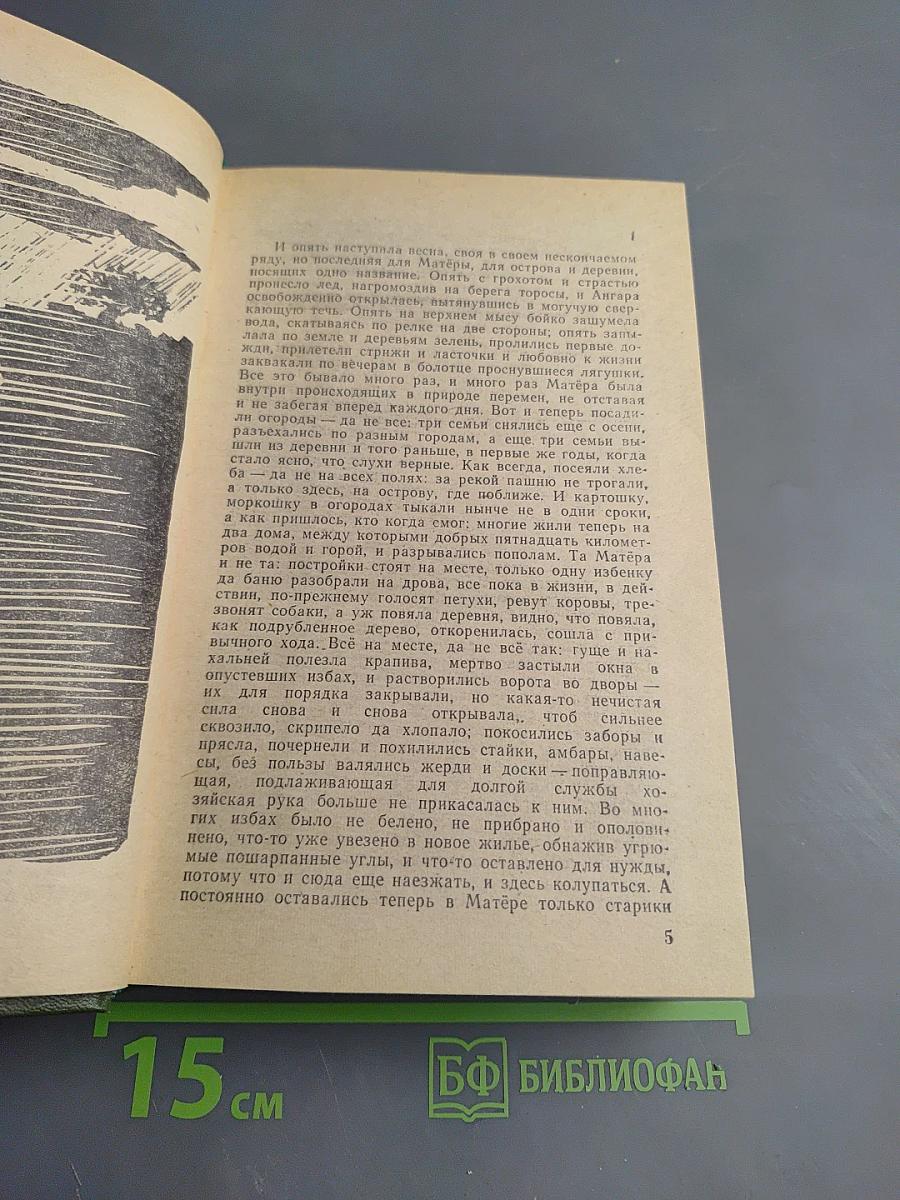 1
И опять наступила весна, своя в своем нескончаемом
ряду, но последняя для Матёры, для острова и деревни,
носящих одно название. Опять с грохотом и страстью
пронесло лед, нагромоздив на берега торосы, и Ангара
освобожденно открылась, вытянувшись в могучую свер-
кающую течь. Опять на верхнем мысу бойко зашумела
вода, скатываясь по релке на две стороны; опять запы-
лала по земле и деревьям зелень, пролились первые до-
жди, прилетели стрижи и ласточки и любовно к жизни
заквакали по вечерам в болотце проснувшиеся лягушки.
Все это бывало много раз, и много раз Матёра была
внутри происходящих в природе перемен, не отставая
и не забегая вперед каждого дня. Вот и теперь посади-
ли огороды — да не все: три семьи снялись еще с осени,
разъехались по разным городам, а еще три семьи вы-
шли из деревни и того раньше, в первые же годы, когда
стало ясно, что слухи верные. Как всегда, посеяли хле-
ба — да не на всех полях: за рекой пашню не трогали,
а только здесь, на острову, где поближе. И картошку,
моркошку в огородах тыкали нынче не в одни сроки,
а как пришлось, кто когда смог: многие жили теперь на
два дома, между которыми добрых пятнадцать километ-
ров водой и горой, и разрывались пополам. Та Матёра
и не та: постройки стоят на месте, только одну избенку
да баню разобрали на дрова, все пока в жизни, в дей-
ствии, по-прежнему голосят петухи, ревут коровы, тре-
звонят собаки, а уж повяла деревня, видно, что повяла,
как подрубленное дерево, откоренилась, сошла с при-
вычного хода. Всё на месте, да не всё так: гуще и на-
хальней полезла крапива, мертво застыли окна в
опустевших избах, и растворились ворота во дворы —
их для порядка закрывали, но какая-то нечистая
сила снова и снова открывала, чтоб сильнее
сквозило, скрипело да хлопало; покосились заборы и
прясла, почернели и похилились стайки, амбары, наве-
сы, без пользы валялись жерди и доски — поправляю-
щая, подлаживающая для долгой службы хо-
зяйская рука больше не прикасалась к ним. Во мно-
гих избах было не белено, не прибрано и ополови-
нено, что-то уже увезено в новое жилье, обнажив угрю-
мые пошарпанные углы, и что-то оставлено для нужды,
потому что и сюда еще наезжать, и здесь колупаться. А
постоянно оставались теперь в Матёре только старики
5
15 см
БФ БИБЛИОФАН